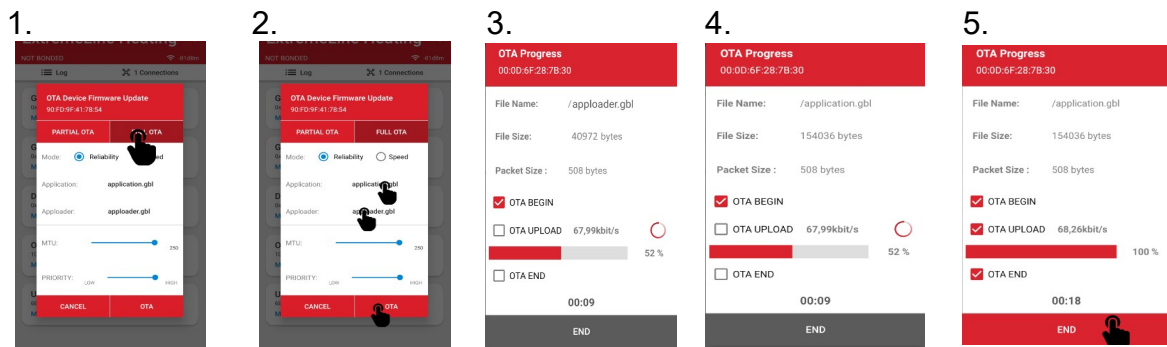 1.
NOT BONDED
Log 1 Connections
OTA Device Firmware Update
90:FD:9F:41:78:54
PARTIAL OTA
Mode: Reliability
Application: application.gbl
Apploader: apploader.gbl
MTU: 250
PRIORITY: LOW HIGH
CANCEL OTA
2.
NOT BONDED
Log 1 Connections
OTA Device Firmware Update
90:FD:9F:41:78:54
PARTIAL OTA FULL OTA
Mode: Reliability Speed
Application:
Apploader:
MTU: 250
PRIORITY: LOW HIGH
CANCEL OTA
3.
OTA Progress
00:0D:6F:28:7B:30
File Name: /apploader.gbl
File Size: 40972 bytes
Packet Size : 508 bytes
OTA BEGIN
OTA UPLOAD 67,99kbit/s
52 %
OTA END
00:09
END
4.
OTA Progress
00:0D:6F:28:7B:30
File Name: /application.gbl
File Size: 154036 bytes
Packet Size : 508 bytes
OTA BEGIN
OTA UPLOAD 67,99kbit/s
52 %
OTA END
00:09
END
5.
OTA Progress
00:0D:6F:28:7B:30
File Name: /application.gbl
File Size: 154036 bytes
Packet Size : 508 bytes
OTA BEGIN
OTA UPLOAD 68,26kbit/s
100 %
OTA END
00:18
END